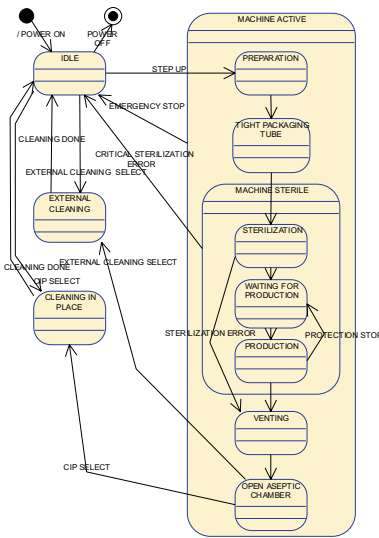 MACHINE ACTIVE
/ POWER ON
POWER
OFF
IDLE
PREPARATION
STEP UP
EMERGENCY STOP
TIGHT PACKAGING
TUBE
CLEANING DONE
CRITICAL STERILIZATION
ERROR
EXTERNAL CLEANING SELECT
MACHINE STERILE
EXTERNAL
CLEANING
STERILIZATION
EXTERNAL CLEANING SELECT
CLEANING DONE
CIP SELECT
WAITING FOR
PRODUCTION
CLEANING IN
PLACE
STERILIZATION ERROR
PROTECTION STOP
PRODUCTION
VENTING
CIP SELECT
OPEN ASEPTIC
CHAMBER